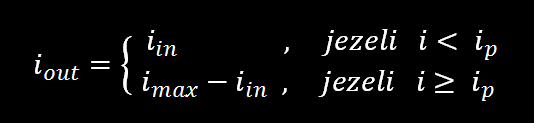 i_out = { i_in , jezeli i < i_p
i_max − i_in , jezeli i ≥ i_p